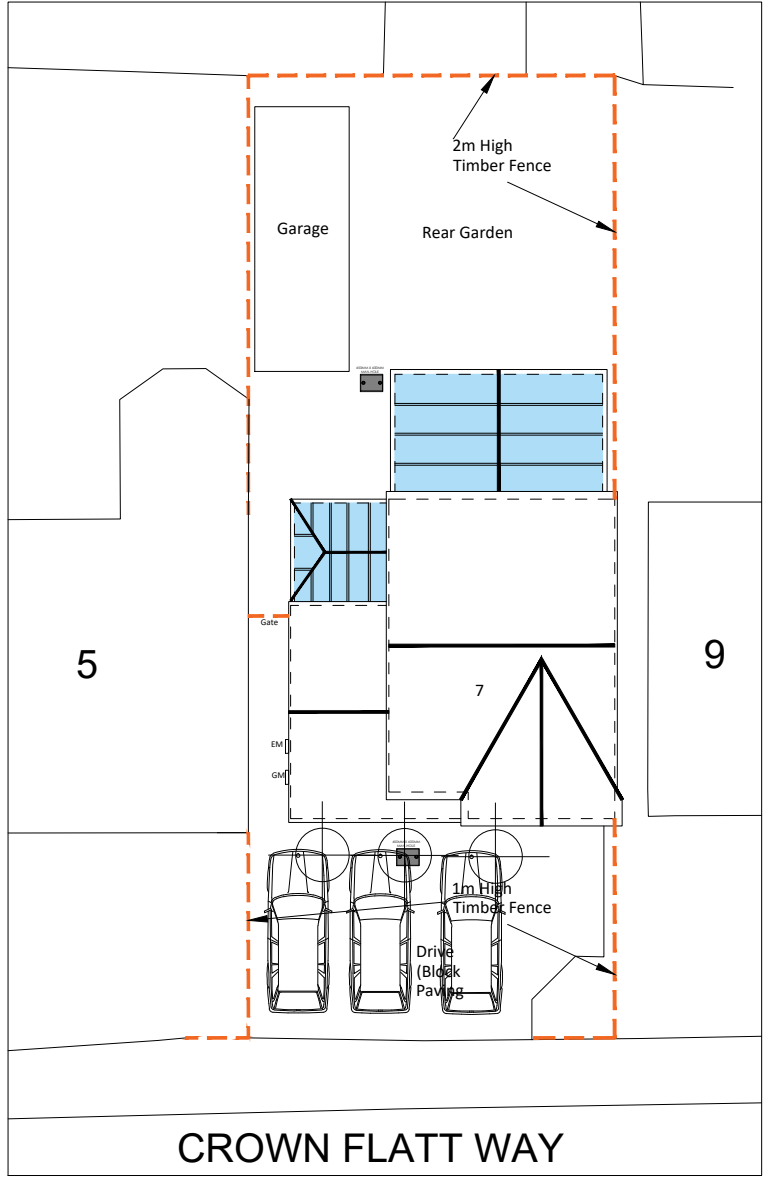 2m High
Timber Fence
Garage
Rear Garden
Gate
5
9
7
EM
GM
1m High
Timber Fence
Drive
(Block
Paving
CROWN FLATT WAY